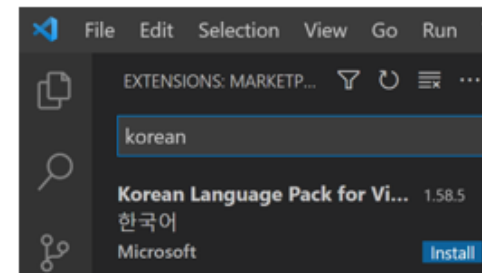 File Edit Selection View Go Run
EXTENSIONS: MARKETP...
korean
Korean Language Pack for Vi... 1.58.5
한국어
Microsoft Install